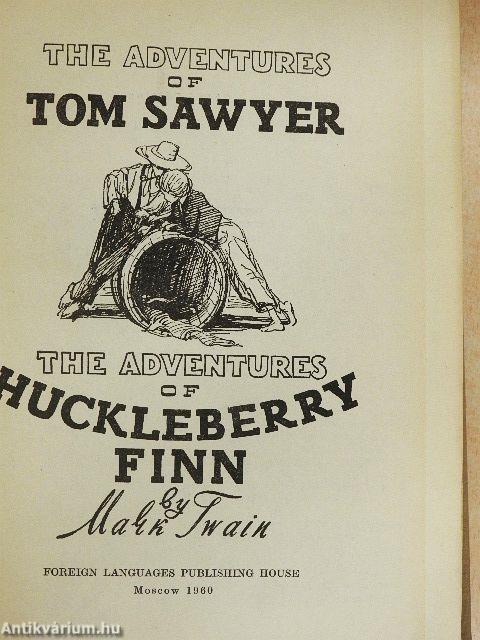 THE ADVENTURES
OF
TOM SAWYER
THE ADVENTURES
OF
HUCKLEBERRY
FINN
by
Mark Twain
FOREIGN LANGUAGES PUBLISHING HOUSE
Moscow 1960
Antikvárium.hu